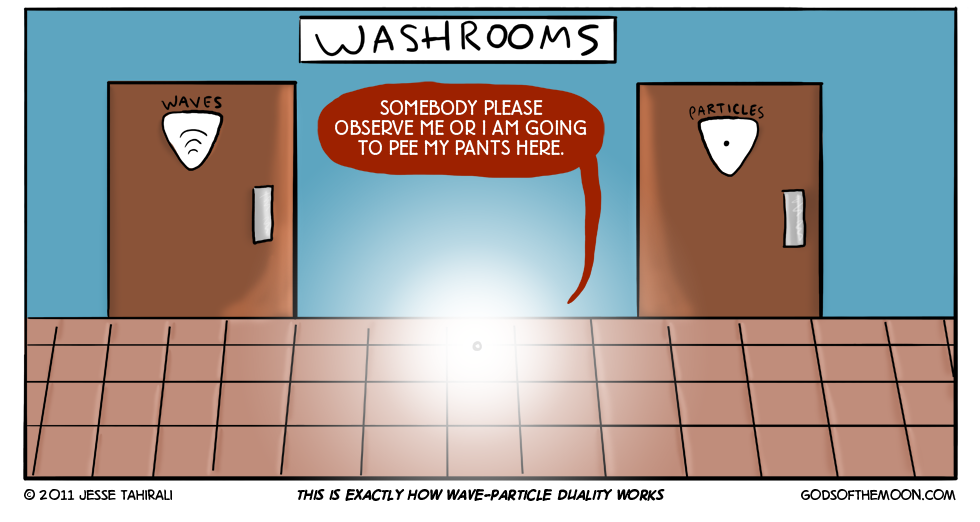 WASHROOMS
WAVES
SOMEBODY PLEASE
OBSERVE ME OR I AM GOING
TO PEE MY PANTS HERE.
PARTICLES
© 2011 JESSE TAHIRALI
THIS IS EXACTLY HOW WAVE-PARTICLE DUALITY WORKS
GODSOFTHEMOON.COM